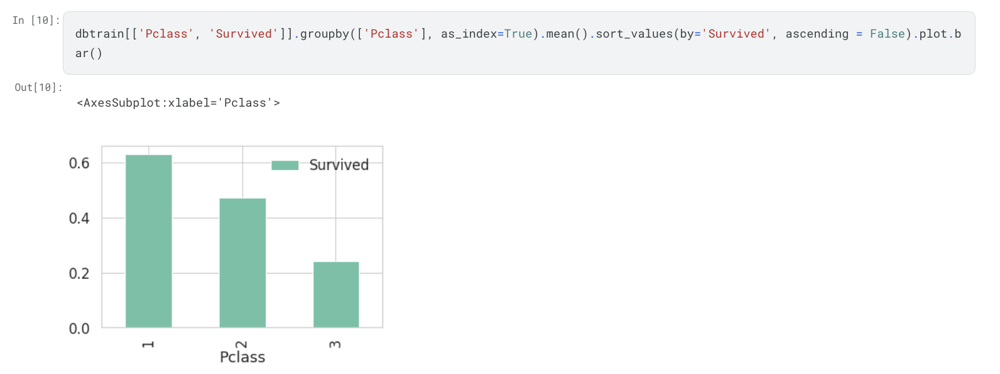 In [10]:
dbtrain[['Pclass', 'Survived']].groupby(['Pclass'], as_index=True).mean().sort_values(by='Survived', ascending = False).plot.b
ar()
Out[10]:
<AxesSubplot:xlabel='Pclass'>
0.6
Survived
0.4
0.2
0.0
1 2 3
Pclass